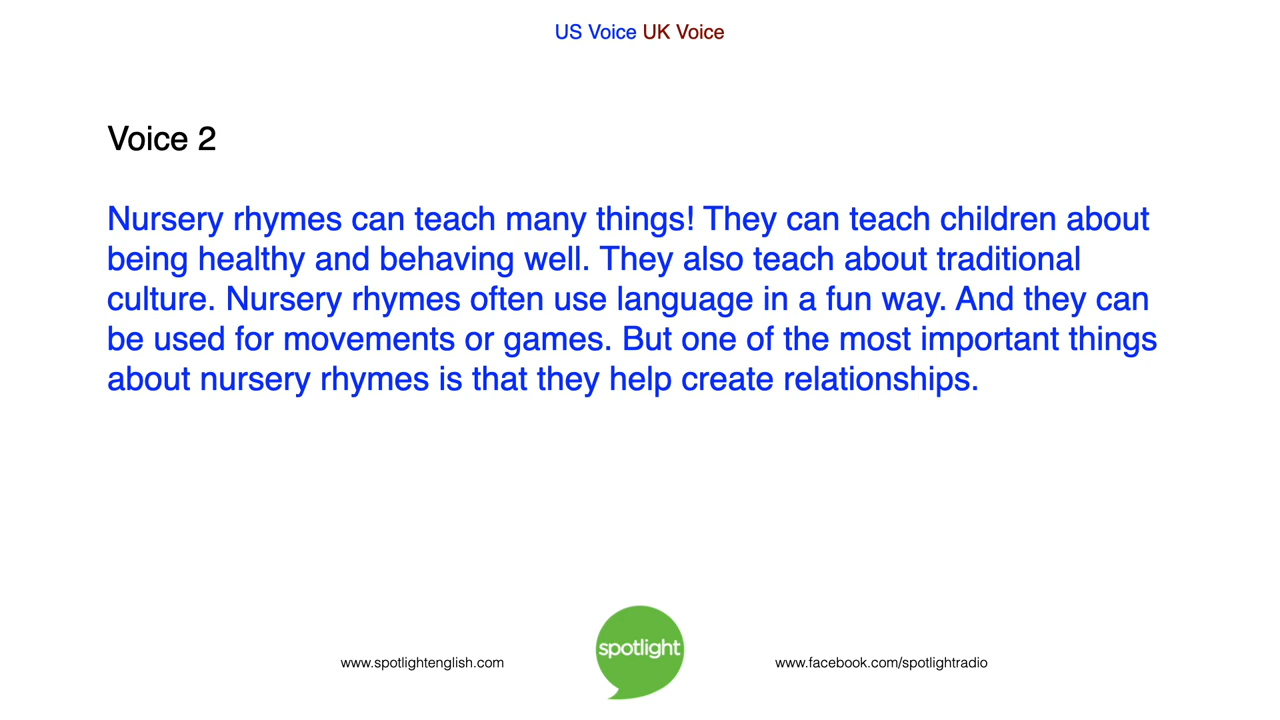 US Voice UK Voice
Voice 2
Nursery rhymes can teach many things! They can teach children about
being healthy and behaving well. They also teach about traditional
culture. Nursery rhymes often use language in a fun way. And they can
be used for movements or games. But one of the most important things
about nursery rhymes is that they help create relationships.
www.spotlightenglish.com
spotlight
www.facebook.com/spotlightradio